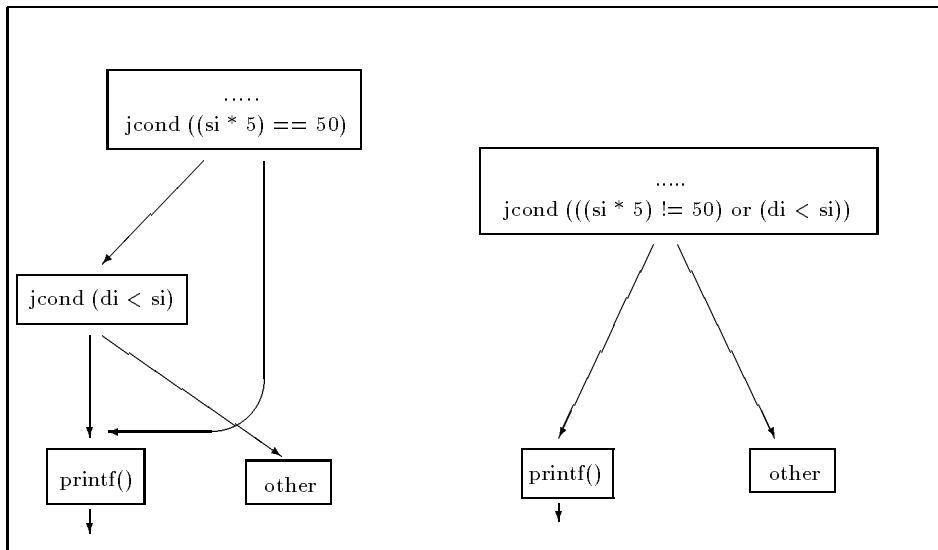 .....
jcond ((si * 5) == 50)
.....
jcond (((si * 5) != 50) or (di < si))
jcond (di < si)
printf()
other
printf()
other